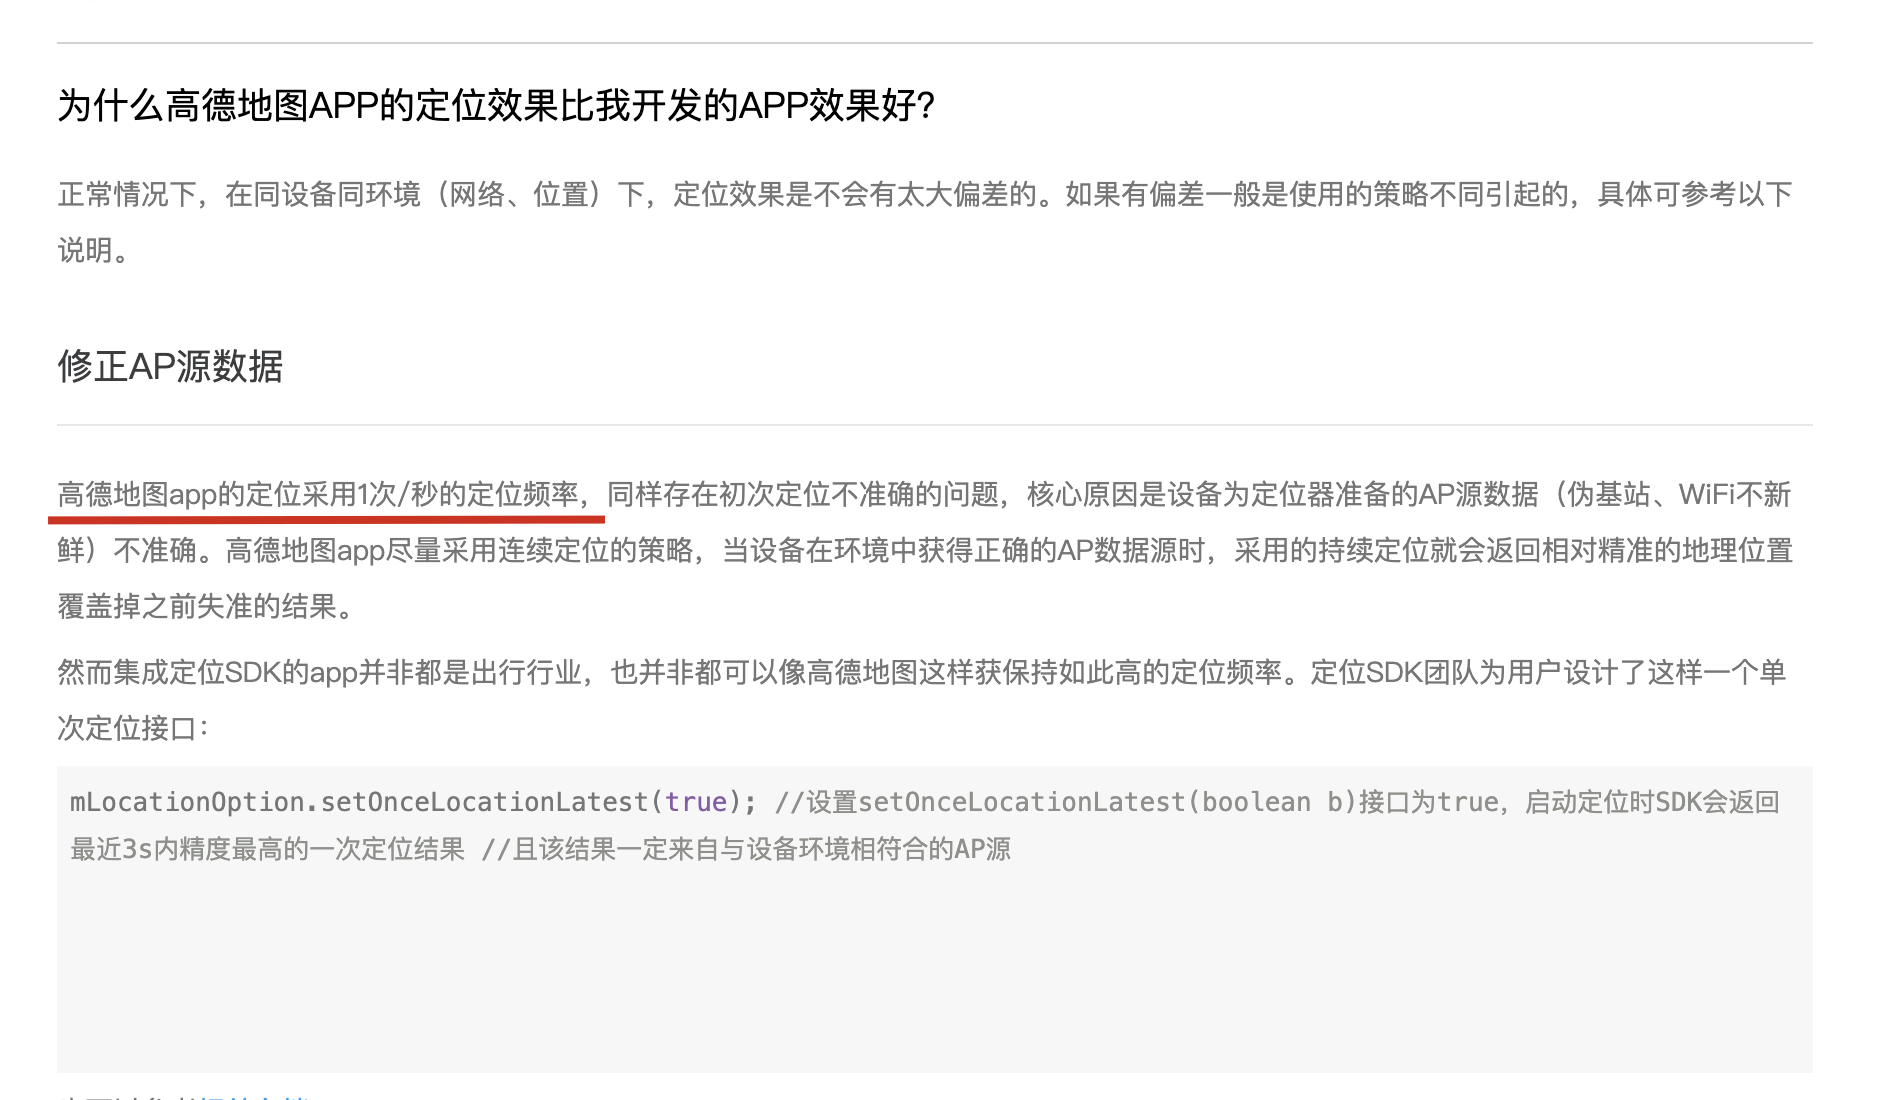 为什么高德地图APP的定位效果比我开发的APP效果好？
正常情况下，在同设备同环境（网络、位置）下，定位效果是不会有太大偏差的。如果有偏差一般是使用的策略不同引起的，具体可参考以下
说明。
修正AP源数据
高德地图app的定位采用1次/秒的定位频率，同样存在初次定位不准确的问题，核心原因是设备为定位器准备的AP源数据（伪基站、WiFi不新
鲜）不准确。高德地图app尽量采用连续定位的策略，当设备在环境中获得正确的AP数据源时，采用的持续定位就会返回相对精准的地理位置
覆盖掉之前失准的结果。
然而集成定位SDK的app并非都是出行行业，也并非都可以像高德地图这样获保持如此高的定位频率。定位SDK团队为用户设计了这样一个单
次定位接口：
mLocationOption.setOnceLocationLatest(true); //设置setOnceLocationLatest(boolean b)接口为true，启动定位时SDK会返回
最近3s内精度最高的一次定位结果 //且该结果一定来自与设备环境相符合的AP源